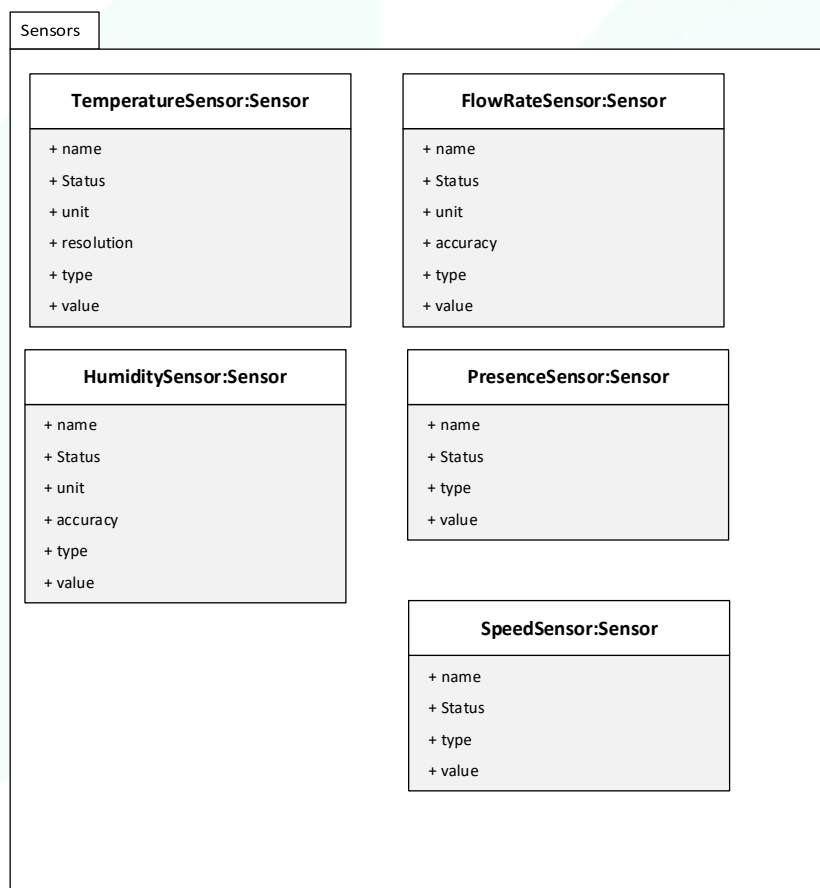 Sensors
TemperatureSensor:Sensor
+ name
+ Status
+ unit
+ resolution
+ type
+ value
FlowRateSensor:Sensor
+ name
+ Status
+ unit
+ accuracy
+ type
+ value
HumiditySensor:Sensor
+ name
+ Status
+ unit
+ accuracy
+ type
+ value
PresenceSensor:Sensor
+ name
+ Status
+ type
+ value
SpeedSensor:Sensor
+ name
+ Status
+ type
+ value